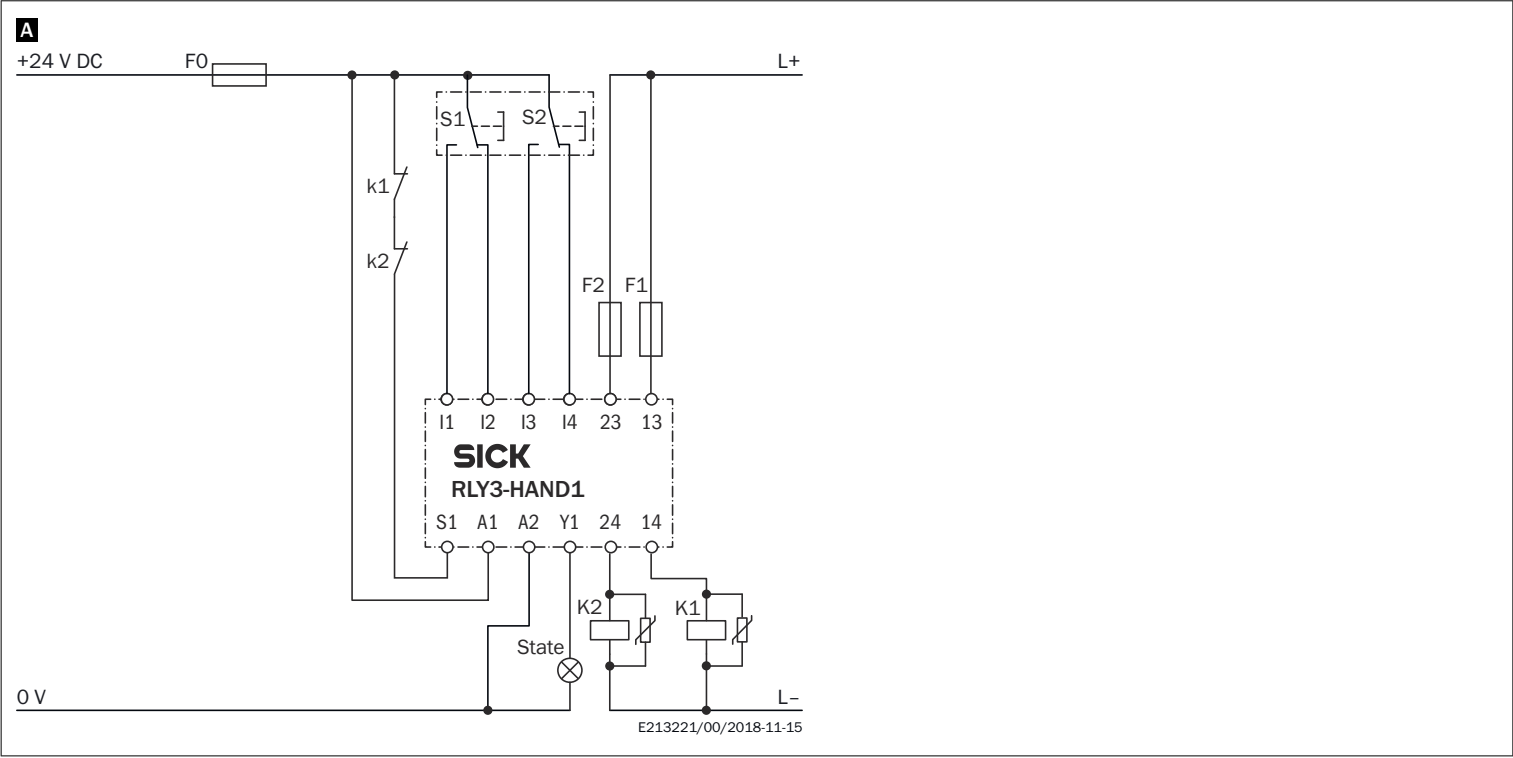 A
+24 V DC F0 L+
S1 S2
k1
k2
F2 F1
I1 I2 I3 I4 23 13
SICK
RLY3-HAND1
S1 A1 A2 Y1 24 14
K2 K1
State
0 V L–
E213221/00/2018-11-15